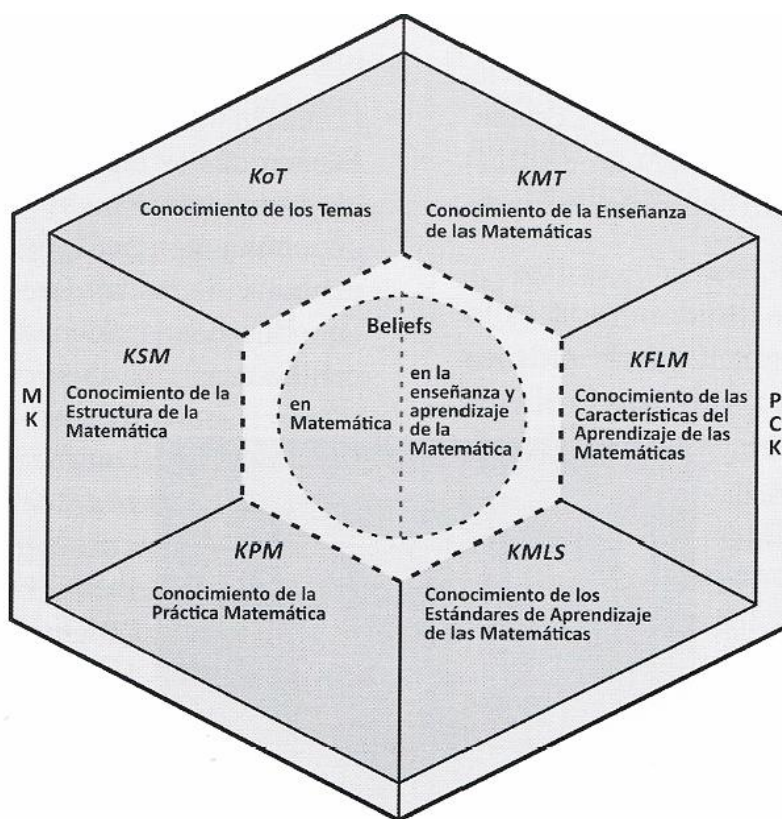 KoT
Conocimiento de los Temas
KMT
Conocimiento de la Enseñanza
de las Matemáticas
KSM
Conocimiento de la
Estructura de la
Matemática
M
K
Beliefs
en
Matemática
en la
enseñanza y
aprendizaje
de la
Matemática
KFLM
Conocimiento de las
Características del
Aprendizaje de las
Matemáticas
P
C
K
KPM
Conocimiento de la
Práctica Matemática
KMLS
Conocimiento de los
Estándares de Aprendizaje
de las Matemáticas